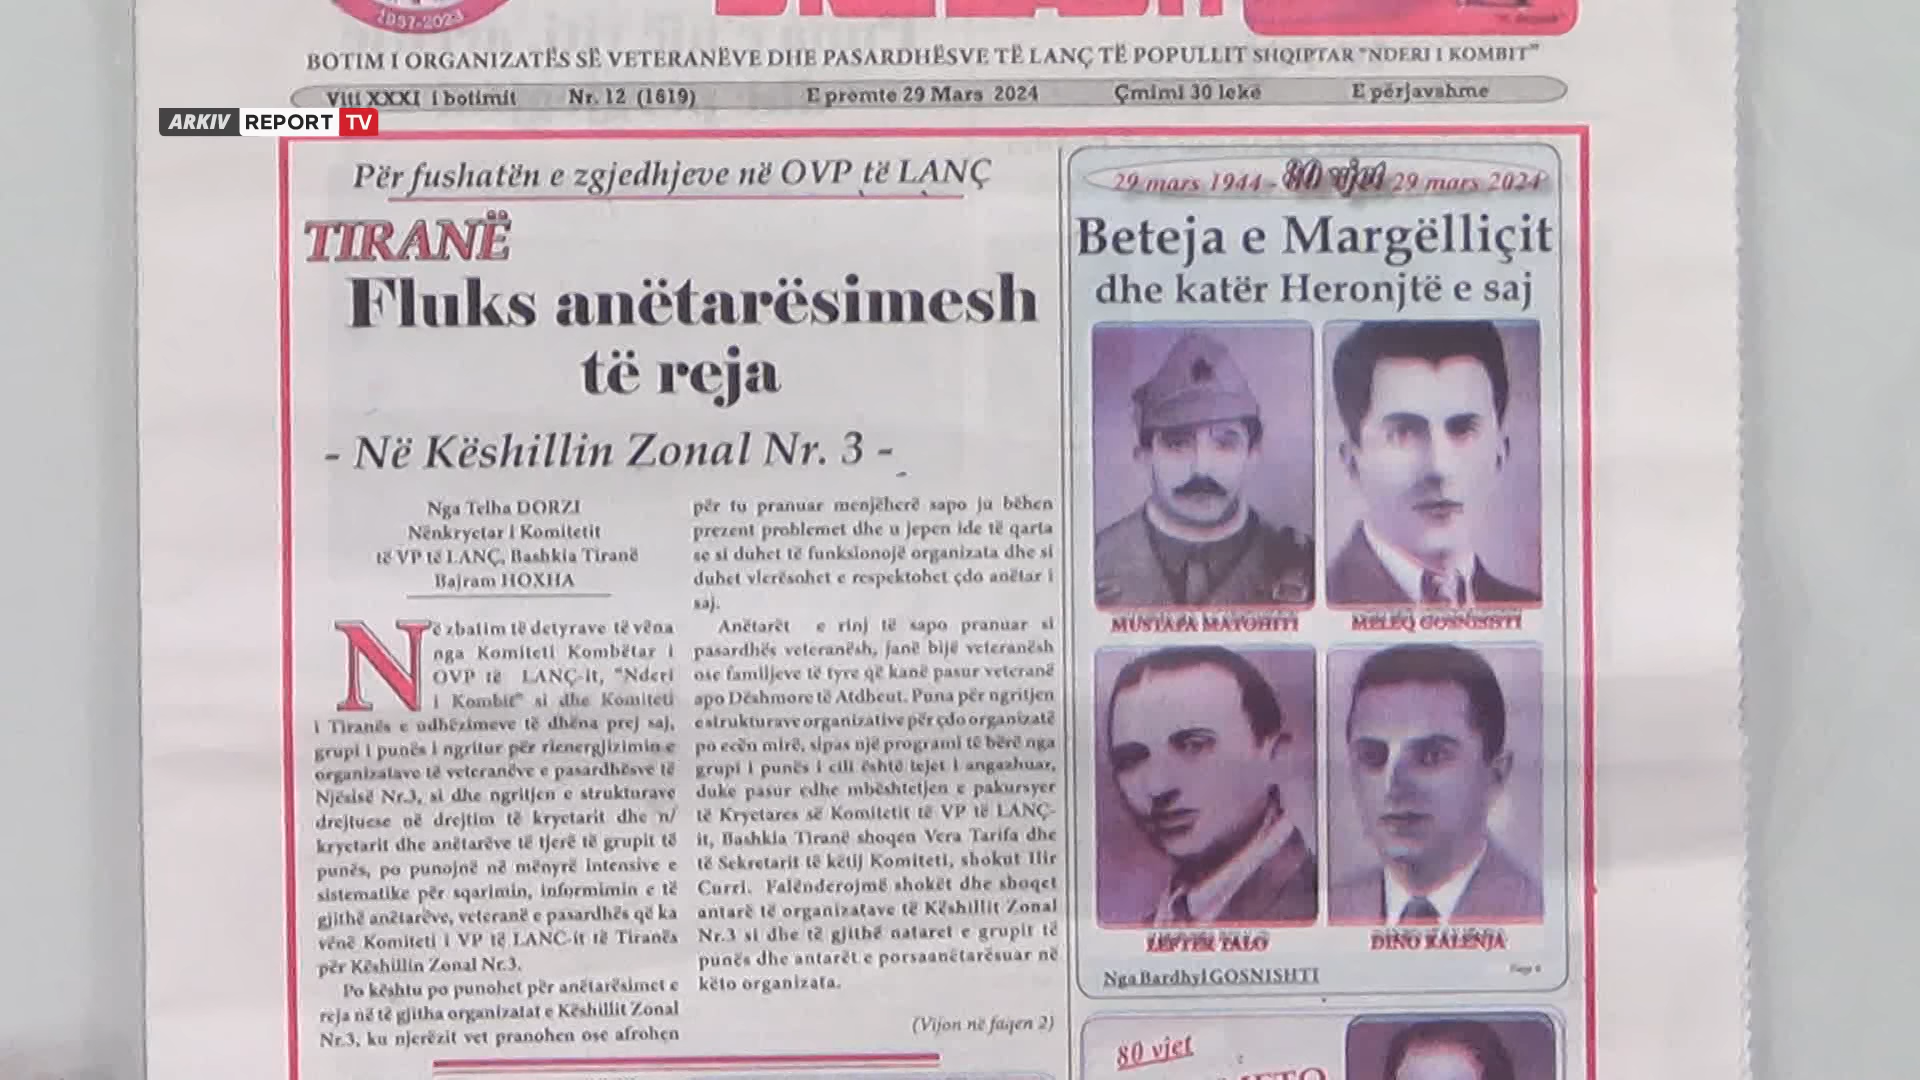 1957-2023
BOTIM I ORGANIZATËS SË VETERANËVE DHE PASARDHËSVE TË LANÇ TË POPULLIT SHQIPTAR "NDERI I KOMBIT"
Viti XXXI i botimit Nr. 12 (1619) E premte 29 Mars 2024 Çmimi 30 lekë E përjavshme
ARKIV REPORT TV
Për fushatën e zgjedhjeve në OVP të LANÇ
TIRANË
Fluks anëtarësimesh
të reja
- Në Këshillin Zonal Nr. 3 -
Nga Telha DORZI
Nënkryetar i Komitetit
të VP të LANÇ, Bashkia Tiranë
Bajram HOXHA
Në zbatim të detyrave të vëna
nga Komiteti Kombëtar i
OVP të LANÇ-it, "Nderi
i Kombit" si dhe Komiteti
i Tiranës e udhëzimeve të dhëna prej saj,
grupi i punës i ngritur për rienergjizimin e
organizatave të veteranëve e pasardhësve të
Njësisë Nr.3, si dhe ngritjen e strukturave
drejtuese në drejtim të kryetarit dhe n/
kryetarit dhe anëtarëve të tjerë të grupit të
punës, po punojnë në mënyrë intensive e
sistematike për sqarimin, informimin e të
gjithë anëtarëve, veteranë e pasardhës që ka
vënë Komiteti i VP të LANÇ-it të Tiranës
për Këshillin Zonal Nr.3.
Po kështu po punohet për anëtarësimet e
reja në të gjitha organizatat e Këshillit Zonal
Nr.3, ku njerëzit vet pranohen ose afrohen
për tu pranuar menjëherë sapo ju bëhen
prezent problemet dhe u jepen ide të qarta
se si duhet të funksionojë organizata dhe si
duhet vlerësohet e respektohet çdo anëtar i
saj.
Anëtarët e rinj të sapo pranuar si
pasardhës veteranësh, janë bijë veteranësh
ose familjeve të tyre që kanë pasur veteranë
apo Dëshmore të Atdheut. Puna për ngritjen
e strukturave organizative për çdo organizatë
po ecën mirë, sipas një programi të bërë nga
grupi i punës i cili është tejet i angazhuar,
duke pasur edhe mbështetjen e pakursyer
të Kryetares së Komitetit të VP të LANÇ-
it, Bashkia Tiranë shoqen Vera Tarifa dhe
të Sekretarit të këtij Komiteti, shokut Ilir
Curri. Falënderojmë shokët dhe shoqet
antarë të organizatave të Këshillit Zonal
Nr.3 si dhe të gjithë nataret e grupit të
punës dhe antarët e porsaanëtarësuar në
këto organizata.
(Vijon në faqen 2)
29 mars 1944 - 80 vjet 29 mars 2024
Beteja e Margëlliçit
dhe katër Heronjtë e saj
MUSTAFA MATOHITI MELEQ GOSNISHTI
LEFTER TALO DINO KALENJA
Nga Bardhyl GOSNISHTI
80 vjet